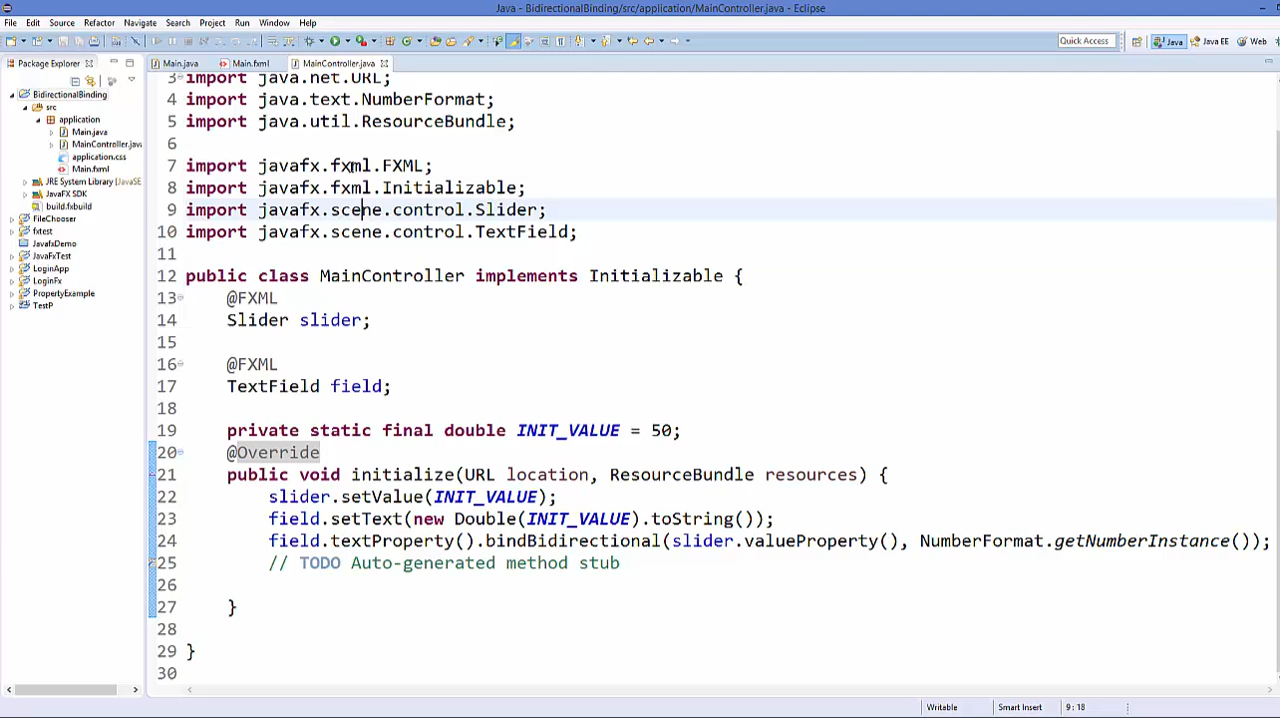 Java - BidirectionalBinding/src/application/MainController.java - Eclipse
File Edit Source Refactor Navigate Search Project Run Window Help
Quick Access Java Java EE Web
Package Explorer Main.java Main.fxml MainController.java
BidirectionalBinding
src
application
Main.java
MainController.java
application.css
Main.fxml
JRE System Library [JavaSE
JavaFX SDK
build.fxbuild
FileChooser
fxtest
JavafxDemo
JavaFxTest
LoginApp
LoginFx
PropertyExample
TestP
3 import java.net.URL;
4 import java.text.NumberFormat;
5 import java.util.ResourceBundle;
6
7 import javafx.fxml.FXML;
8 import javafx.fxml.Initializable;
9 import javafx.scene.control.Slider;
10 import javafx.scene.control.TextField;
11
12 public class MainController implements Initializable {
13 @FXML
14 Slider slider;
15
16 @FXML
17 TextField field;
18
19 private static final double INIT_VALUE = 50;
20 @Override
21 public void initialize(URL location, ResourceBundle resources) {
22 slider.setValue(INIT_VALUE);
23 field.setText(new Double(INIT_VALUE).toString());
24 field.textProperty().bindBidirectional(slider.valueProperty(), NumberFormat.getNumberInstance());
25 // TODO Auto-generated method stub
26
27 }
28
29 }
30
Writable Smart Insert 9 : 18